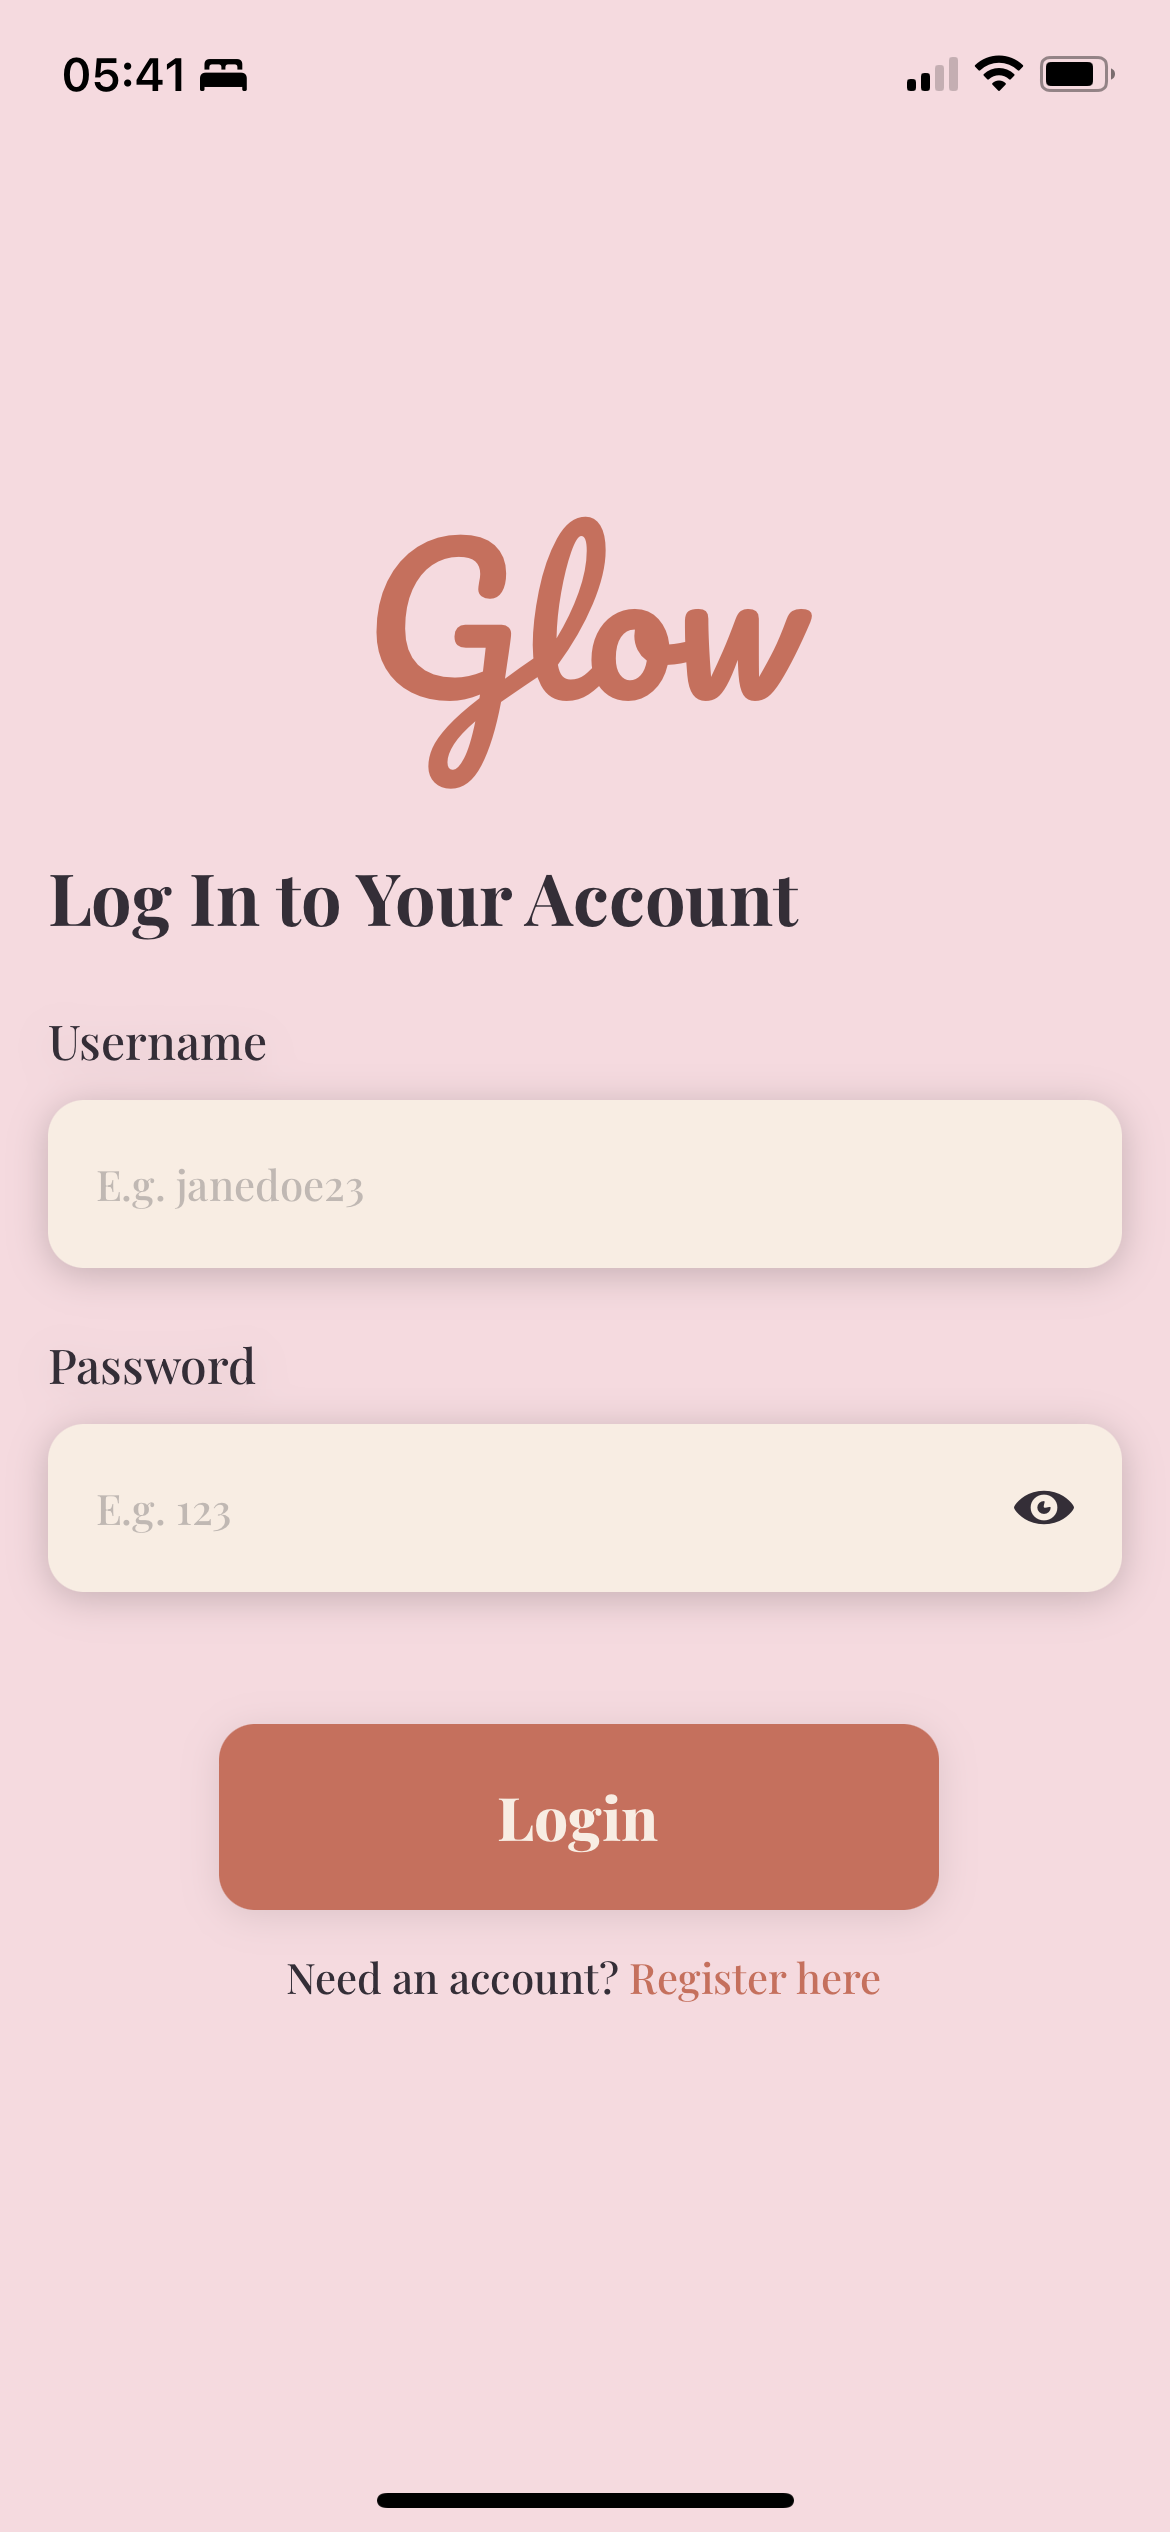 05:41
Glow
Log In to Your Account
Username
E.g. janedoe23
Password
E.g. 123
Login
Need an account? Register here